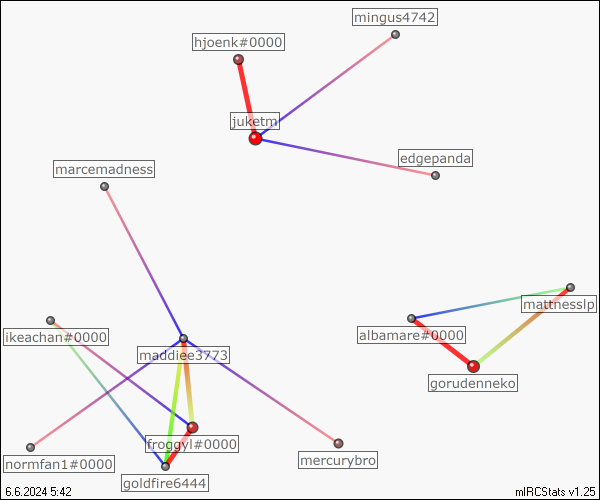 mingus4742
hjoenk#0000
juketm
edgepanda
marcemadness
mattnesslp
ikeachan#0000
albamare#0000
maddiee3773
gorudenneko
froggyl#0000
mercurybro
normfan1#0000
goldfire6444
6.6.2024 5:42
mIRCStats v1.25